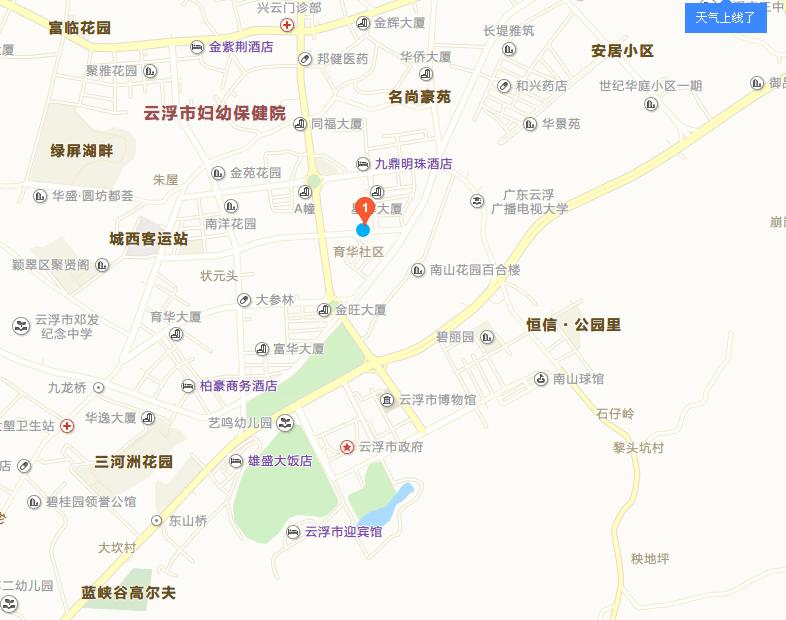 兴云门诊部
天气上线了
富临花园
金辉大厦
长堤雅筑
金紫荆酒店
安居小区
邦健医药
华侨大厦
聚雅花园
和兴药店
世纪华庭小区一期
名尚豪苑
云浮市妇幼保健院
同福大厦
华景苑
绿屏湖畔
九鼎明珠酒店
金苑花园
朱屋
华盛·圆坊都荟
广东云浮
广播电视大学
A幢
大厦
南洋花园
城西客运站
育华社区
颖翠区聚贤阁
南山花园百合楼
状元头
大参林
金旺大厦
云浮市邓发
纪念中学
育华大厦
恒信·公园里
碧丽园
富华大厦
南山球馆
九龙桥
柏豪商务酒店
云浮市博物馆
石仔岭
华逸大厦
艺鸣幼儿园
塱卫生站
云浮市政府
黎头坑村
三河洲花园
雄盛大饭店
店
碧桂园领誉公馆
东山桥
云浮市迎宾馆
大坎村
秧地坪
二幼儿园
蓝峡谷高尔夫
1